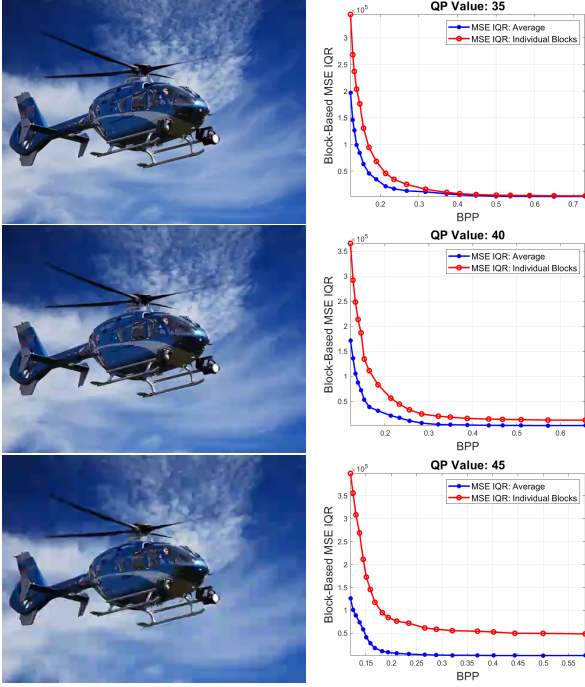 QP Value: 35
×10⁵
MSE IQR: Average
MSE IQR: Individual Blocks
3
2.5
2
1.5
1
0.5
Block-Based MSE IQR
0.2
0.3
0.4
0.5
0.6
0.7
BPP
QP Value: 40
×10⁵
MSE IQR: Average
MSE IQR: Individual Blocks
3.5
3
2.5
2
1.5
1
0.5
Block-Based MSE IQR
0.2
0.3
0.4
0.5
0.6
BPP
QP Value: 45
×10⁵
MSE IQR: Average
MSE IQR: Individual Blocks
3.5
3
2.5
2
1.5
1
0.5
Block-Based MSE IQR
0.15
0.2
0.25
0.3
0.35
0.4
0.45
0.5
0.55
BPP